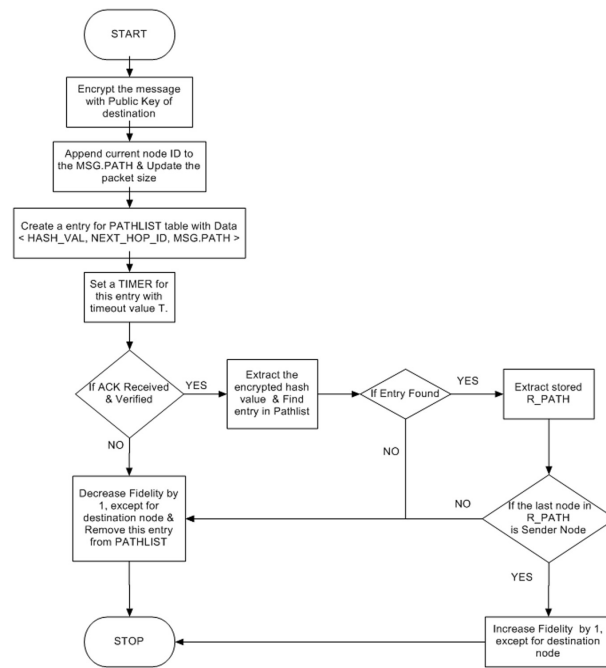 START
Encrypt the message
with Public Key of
destination
Append current node ID to
the MSG.PATH & Update the
packet size
Create a entry for PATHLIST table with Data
< HASH_VAL, NEXT_HOP_ID, MSG.PATH >
Set a TIMER for
this entry with
timeout value T.
If ACK Received
& Verified
YES
Extract the
encrypted hash
value & Find
entry in Pathlist
If Entry Found
YES
Extract stored
R_PATH
NO
NO
Decrease Fidelity by
1, except for
destination node &
Remove this entry
from PATHLIST
NO
If the last node in
R_PATH
is Sender Node
YES
Increase Fidelity by 1,
except for destination
node
STOP